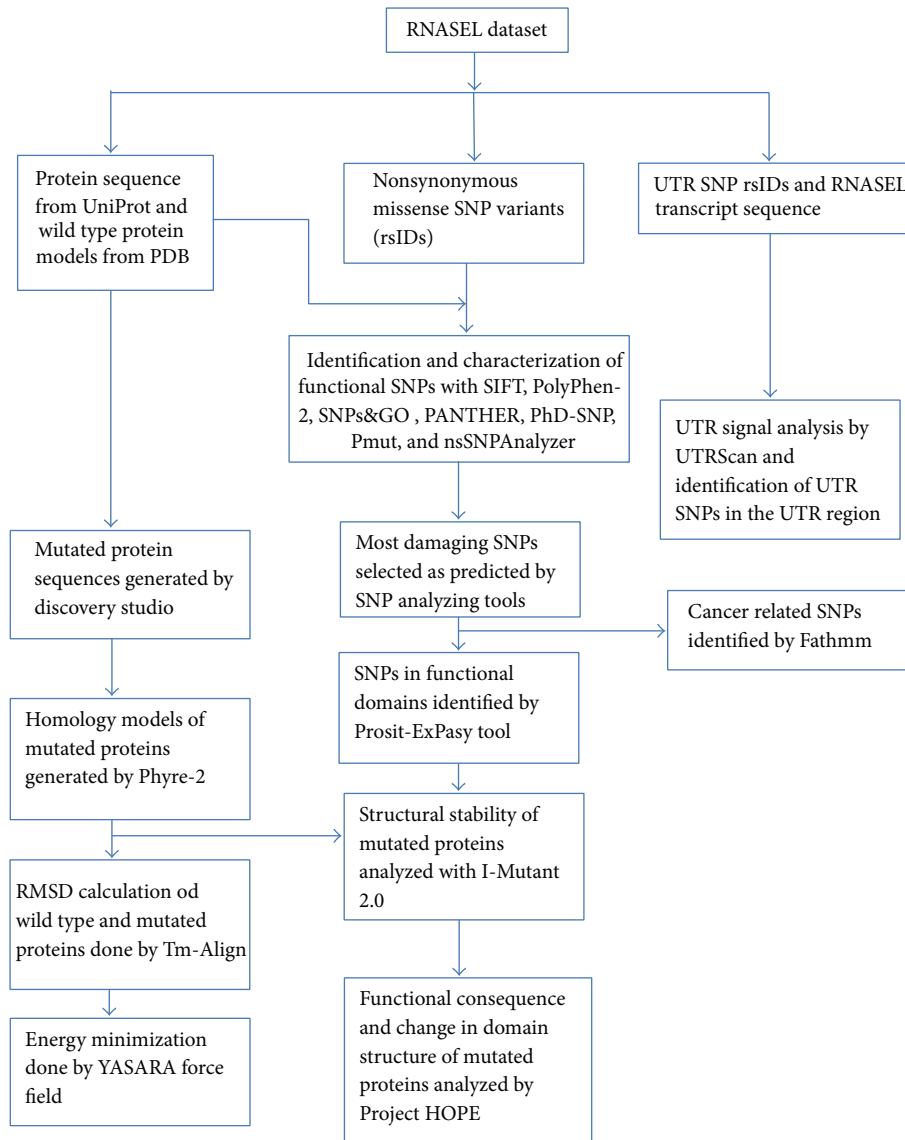 RNASEL dataset
Protein sequence
from UniProt and
wild type protein
models from PDB
Nonsynonymous
missense SNP variants
(rsIDs)
UTR SNP rsIDs and RNASEL
transcript sequence
Identification and characterization of
functional SNPs with SIFT, PolyPhen-
2, SNPs&GO , PANTHER, PhD-SNP,
Pmut, and nsSNPAnalyzer
UTR signal analysis by
UTRScan and
identification of UTR
SNPs in the UTR region
Mutated protein
sequences generated by
discovery studio
Most damaging SNPs
selected as predicted by
SNP analyzing tools
Cancer related SNPs
identified by Fathmm
SNPs in functional
domains identified by
Prosit-ExPasy tool
Homology models of
mutated proteins
generated by Phyre-2
Structural stability of
mutated proteins
analyzed with I-Mutant
2.0
RMSD calculation od
wild type and mutated
proteins done by Tm-Align
Functional consequence
and change in domain
structure of mutated
proteins analyzed by
Project HOPE
Energy minimization
done by YASARA force
field